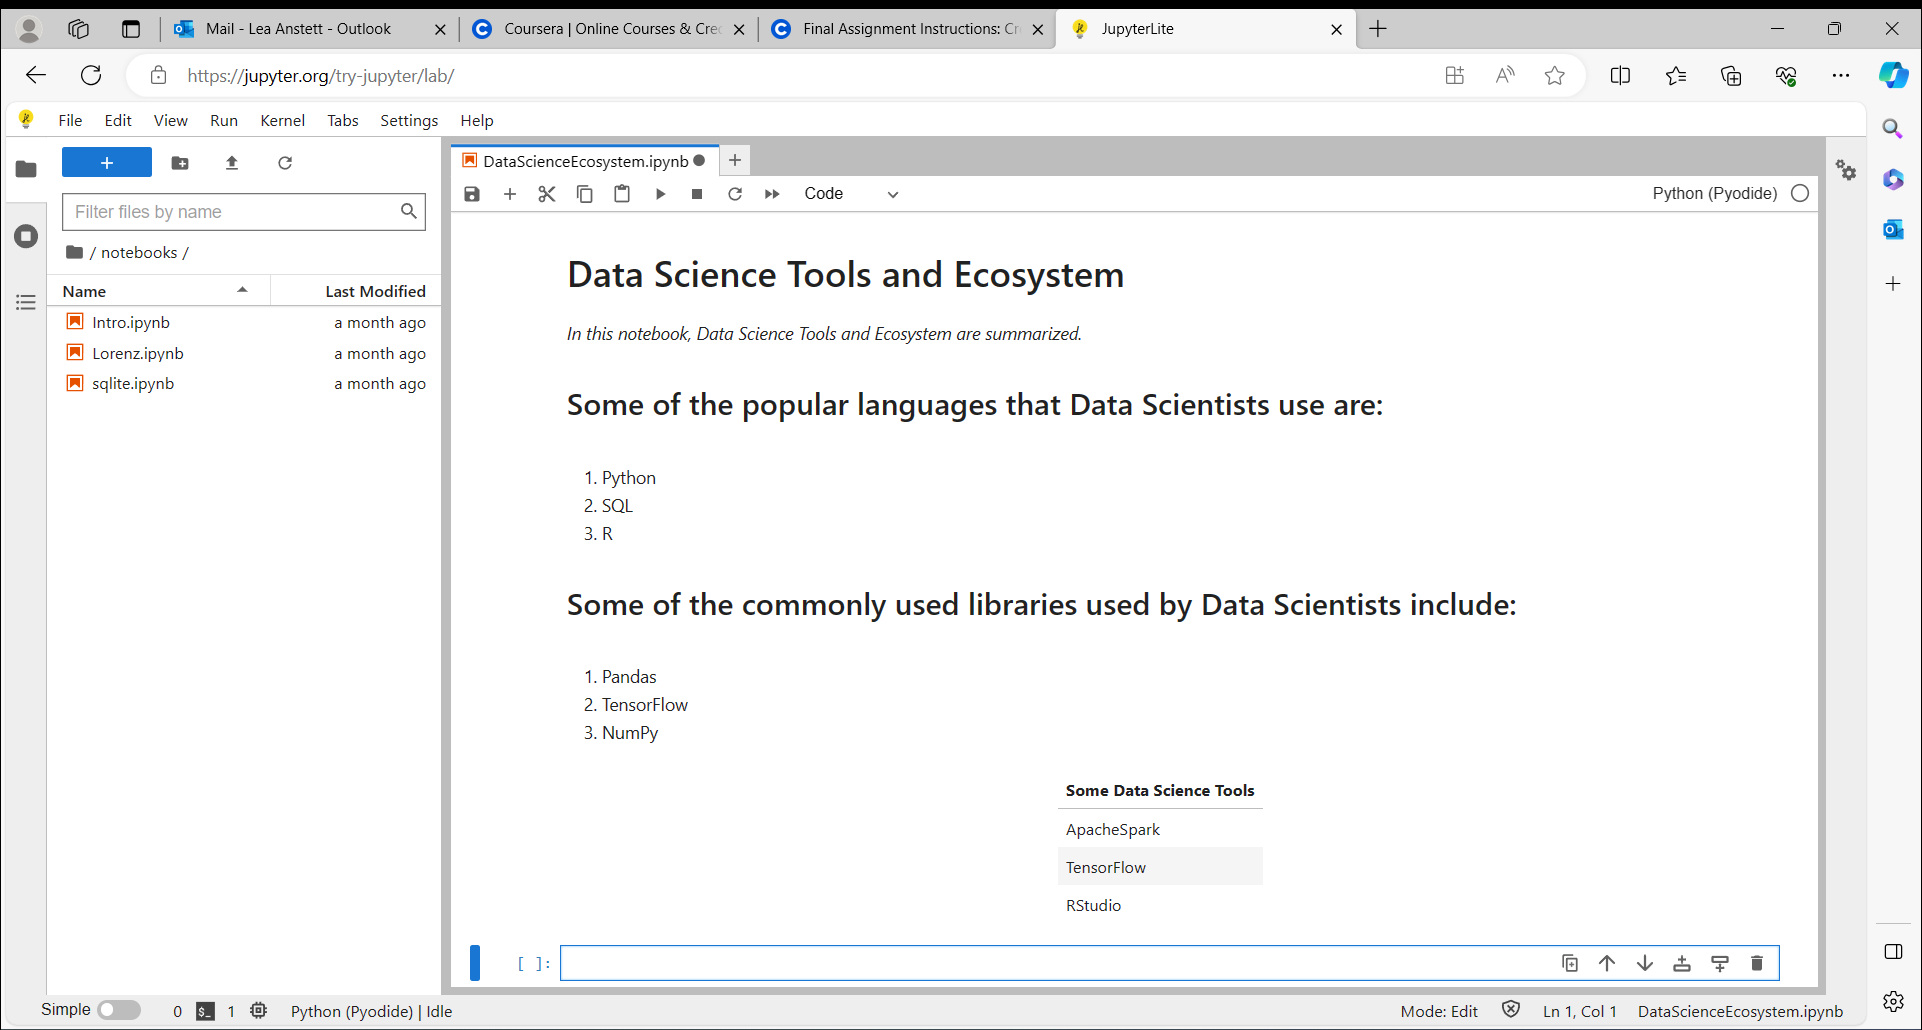 Mail - Lea Anstett - Outlook
Coursera | Online Courses & Cre
Final Assignment Instructions: Cr
JupyterLite
https://jupyter.org/try-jupyter/lab/
File Edit View Run Kernel Tabs Settings Help
DataScienceEcosystem.ipynb
Code
Python (Pyodide)
Filter files by name
/ notebooks /
Name Last Modified
Intro.ipynb a month ago
Lorenz.ipynb a month ago
sqlite.ipynb a month ago
Data Science Tools and Ecosystem
In this notebook, Data Science Tools and Ecosystem are summarized.
Some of the popular languages that Data Scientists use are:
1. Python
2. SQL
3. R
Some of the commonly used libraries used by Data Scientists include:
1. Pandas
2. TensorFlow
3. NumPy
Some Data Science Tools
ApacheSpark
TensorFlow
RStudio
[ ]:
Simple 0 $_ 1 Python (Pyodide) | Idle Mode: Edit Ln 1, Col 1 DataScienceEcosystem.ipynb